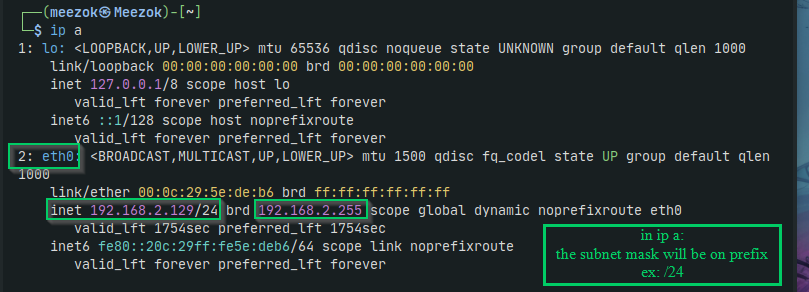 ┌──(meezok㉿Meezok)-[~]
└─$ ip a
1: lo: <LOOPBACK,UP,LOWER_UP> mtu 65536 qdisc noqueue state UNKNOWN group default qlen 1000
link/loopback 00:00:00:00:00:00 brd 00:00:00:00:00:00
inet 127.0.0.1/8 scope host lo
valid_lft forever preferred_lft forever
inet6 ::1/128 scope host noprefixroute
valid_lft forever preferred_lft forever
2: eth0: <BROADCAST,MULTICAST,UP,LOWER_UP> mtu 1500 qdisc fq_codel state UP group default qlen
1000
link/ether 00:0c:29:5e:de:b6 brd ff:ff:ff:ff:ff:ff
inet 192.168.2.129/24 brd 192.168.2.255 scope global dynamic noprefixroute eth0
valid_lft 1754sec preferred_lft 1754sec
inet6 fe80::20c:29ff:fe5e:deb6/64 scope link noprefixroute
valid_lft forever preferred_lft forever
in ip a:
the subnet mask will be on prefix
ex: /24